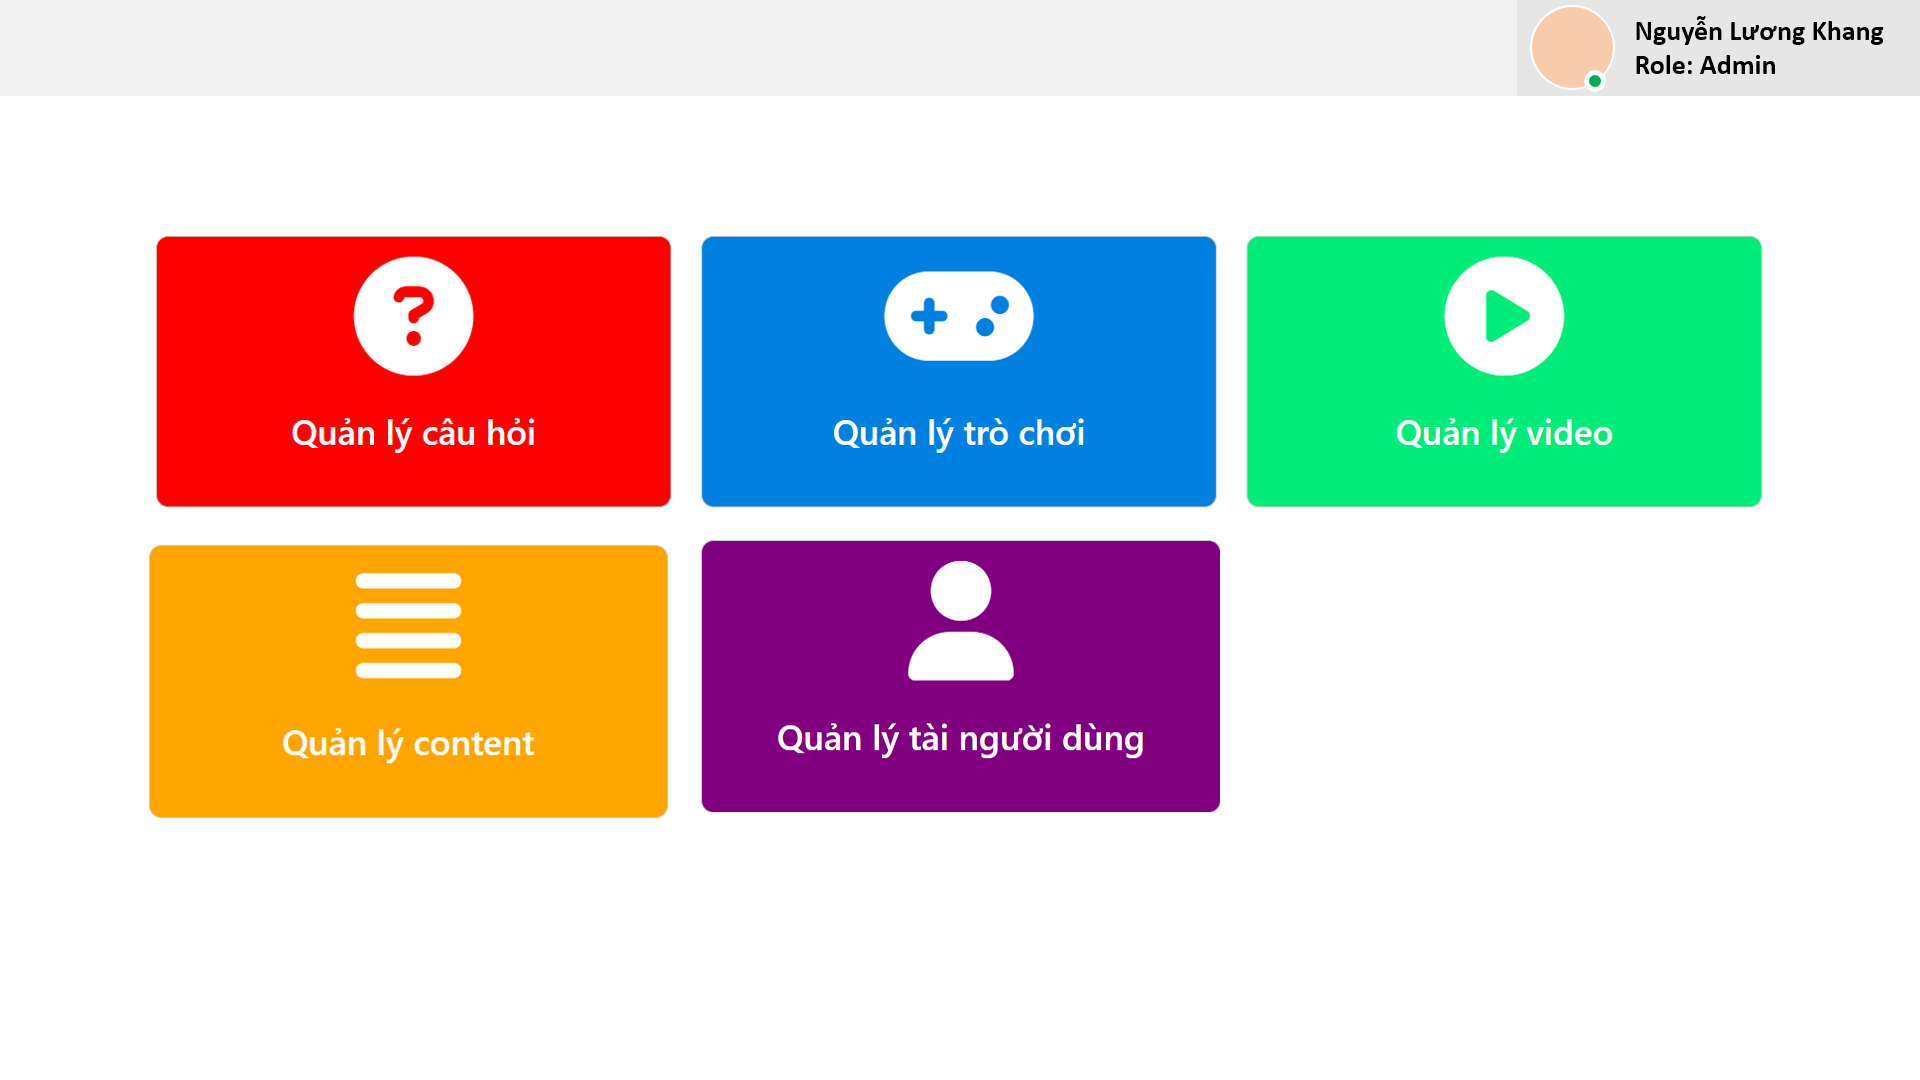 Nguyễn Lương Khang
Role: Admin
Quản lý câu hỏi
Quản lý trò chơi
Quản lý video
Quản lý content
Quản lý tài người dùng